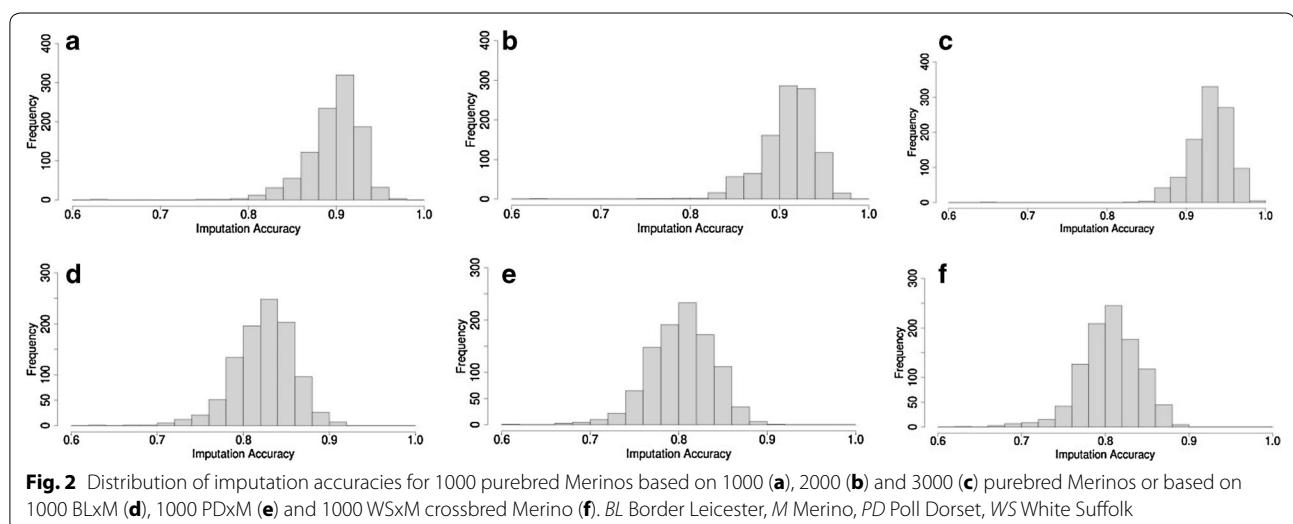 a
400
300
200
100
0
Frequency
0.6 0.7 0.8 0.9 1.0
Imputation Accuracy
b
400
300
200
100
0
Frequency
0.6 0.7 0.8 0.9 1.0
Imputation Accuracy
c
400
300
200
100
0
Frequency
0.6 0.7 0.8 0.9 1.0
Imputation Accuracy
d
300
200
100
50
0
Frequency
0.6 0.7 0.8 0.9 1.0
Imputation Accuracy
e
300
200
100
50
0
Frequency
0.6 0.7 0.8 0.9 1.0
Imputation Accuracy
f
300
200
100
50
0
Frequency
0.6 0.7 0.8 0.9 1.0
Imputation Accuracy
Fig. 2 Distribution of imputation accuracies for 1000 purebred Merinos based on 1000 (a), 2000 (b) and 3000 (c) purebred Merinos or based on
1000 BLxM (d), 1000 PDxM (e) and 1000 WSxM crossbred Merino (f). BL Border Leicester, M Merino, PD Poll Dorset, WS White Suffolk